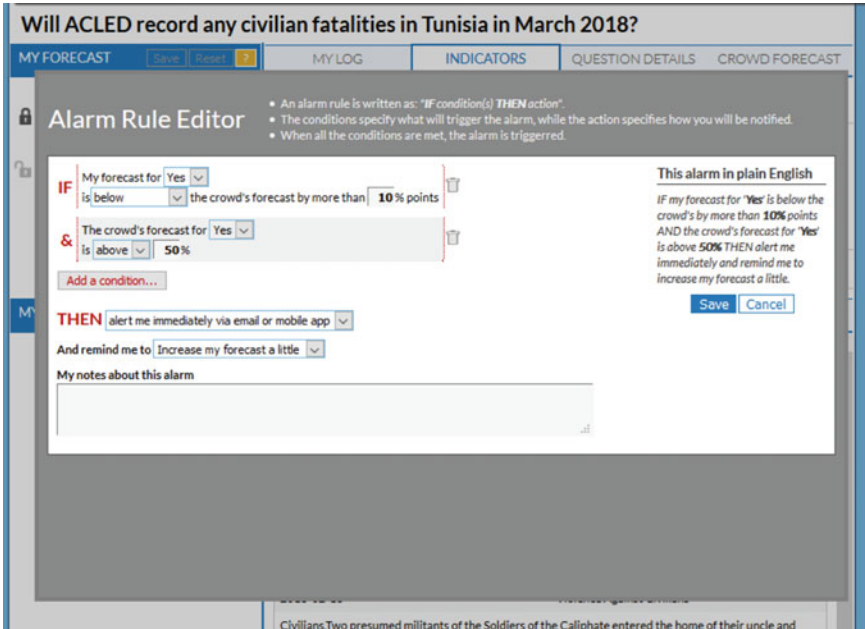 Will ACLED record any civilian fatalities in Tunisia in March 2018?
MY FORECAST Save Reset ? MY LOG INDICATORS QUESTION DETAILS CROWD FORECAST
Alarm Rule Editor
• An alarm rule is written as: "IF condition(s) THEN action".
• The conditions specify what will trigger the alarm, while the action specifies how you will be notified.
• When all the conditions are met, the alarm is triggerred.
IF My forecast for Yes
is below the crowd's forecast by more than 10 % points
& The crowd's forecast for Yes
is above 50%
Add a condition...
THEN alert me immediately via email or mobile app
And remind me to Increase my forecast a little
My notes about this alarm
This alarm in plain English
IF my forecast for 'Yes' is below the
crowd's by more than 10% points
AND the crowd's forecast for 'Yes'
is above 50% THEN alert me
immediately and remind me to
increase my forecast a little.
Save Cancel
MY
Civilians Two presumed militants of the Soldiers of the Caliphate entered the home of their uncle and